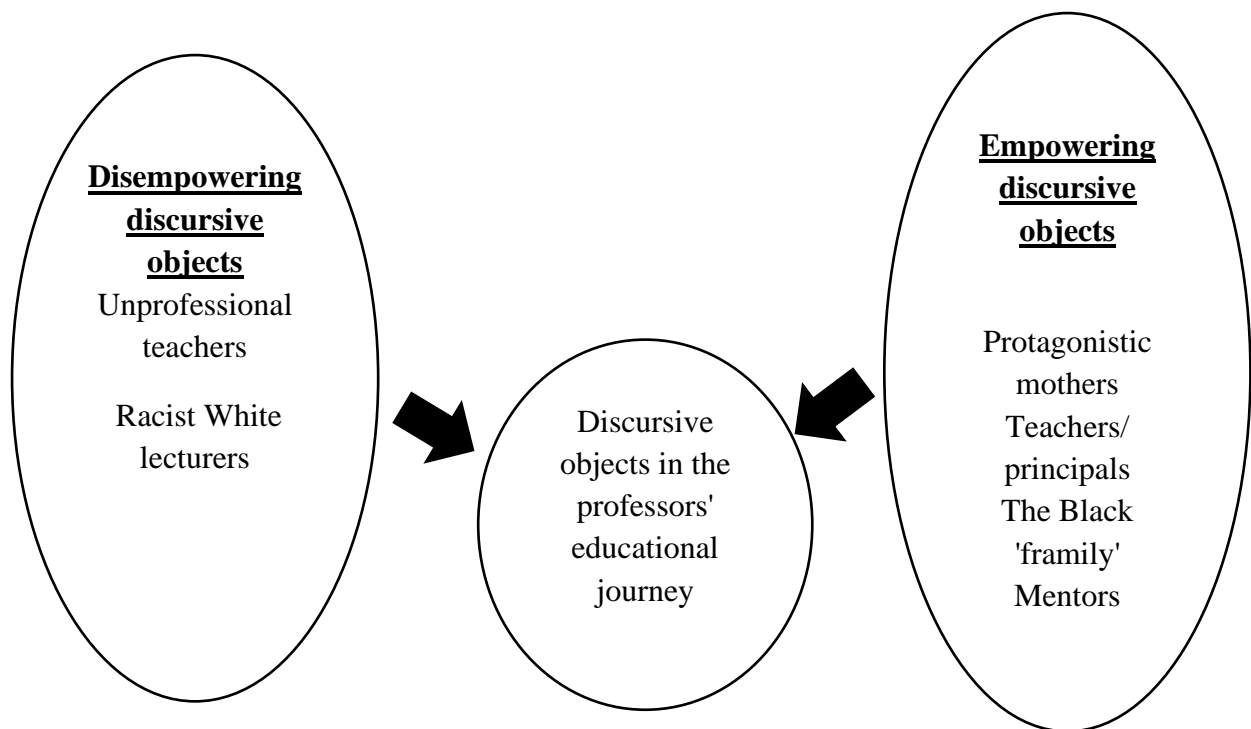 Disempowering
discursive
objects
Unprofessional
teachers
Racist White
lecturers
Discursive
objects in the
professors'
educational
journey
Empowering
discursive
objects
Protagonistic
mothers
Teachers/
principals
The Black
'framily'
Mentors